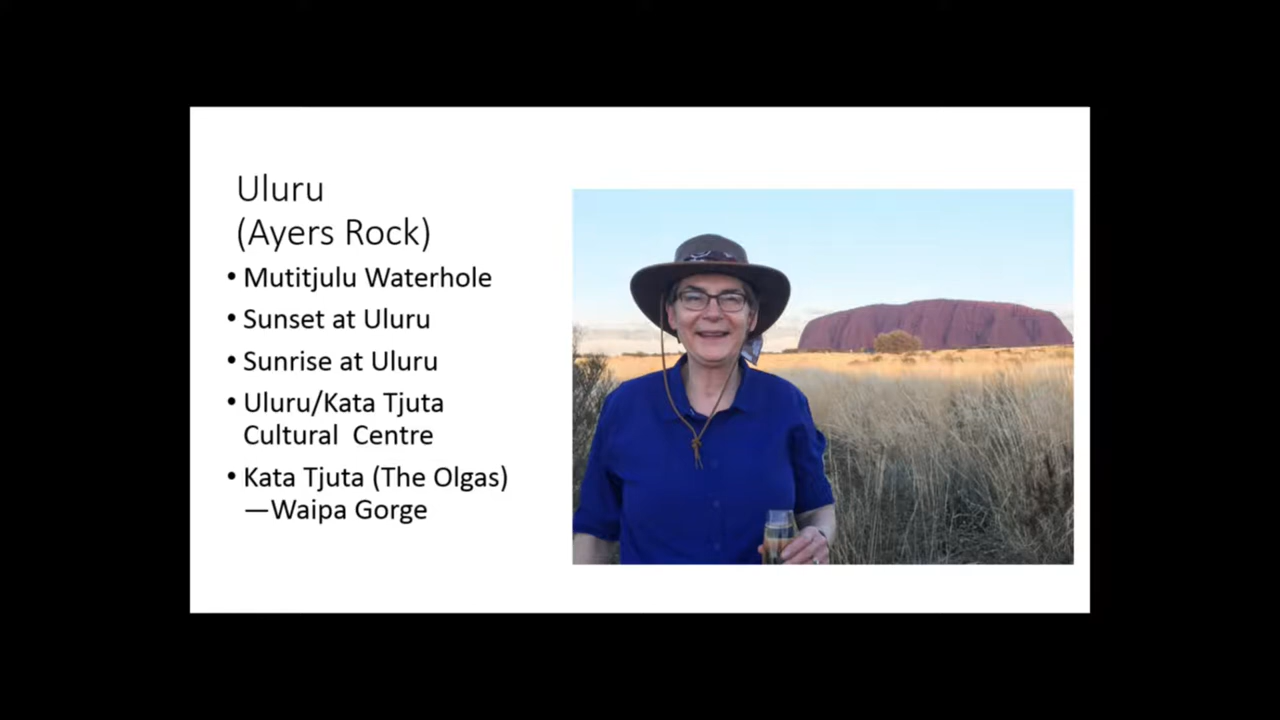 Uluru
(Ayers Rock)
• Mutitjulu Waterhole
• Sunset at Uluru
• Sunrise at Uluru
• Uluru/Kata Tjuta
Cultural  Centre
• Kata Tjuta (The Olgas)
—Waipa Gorge